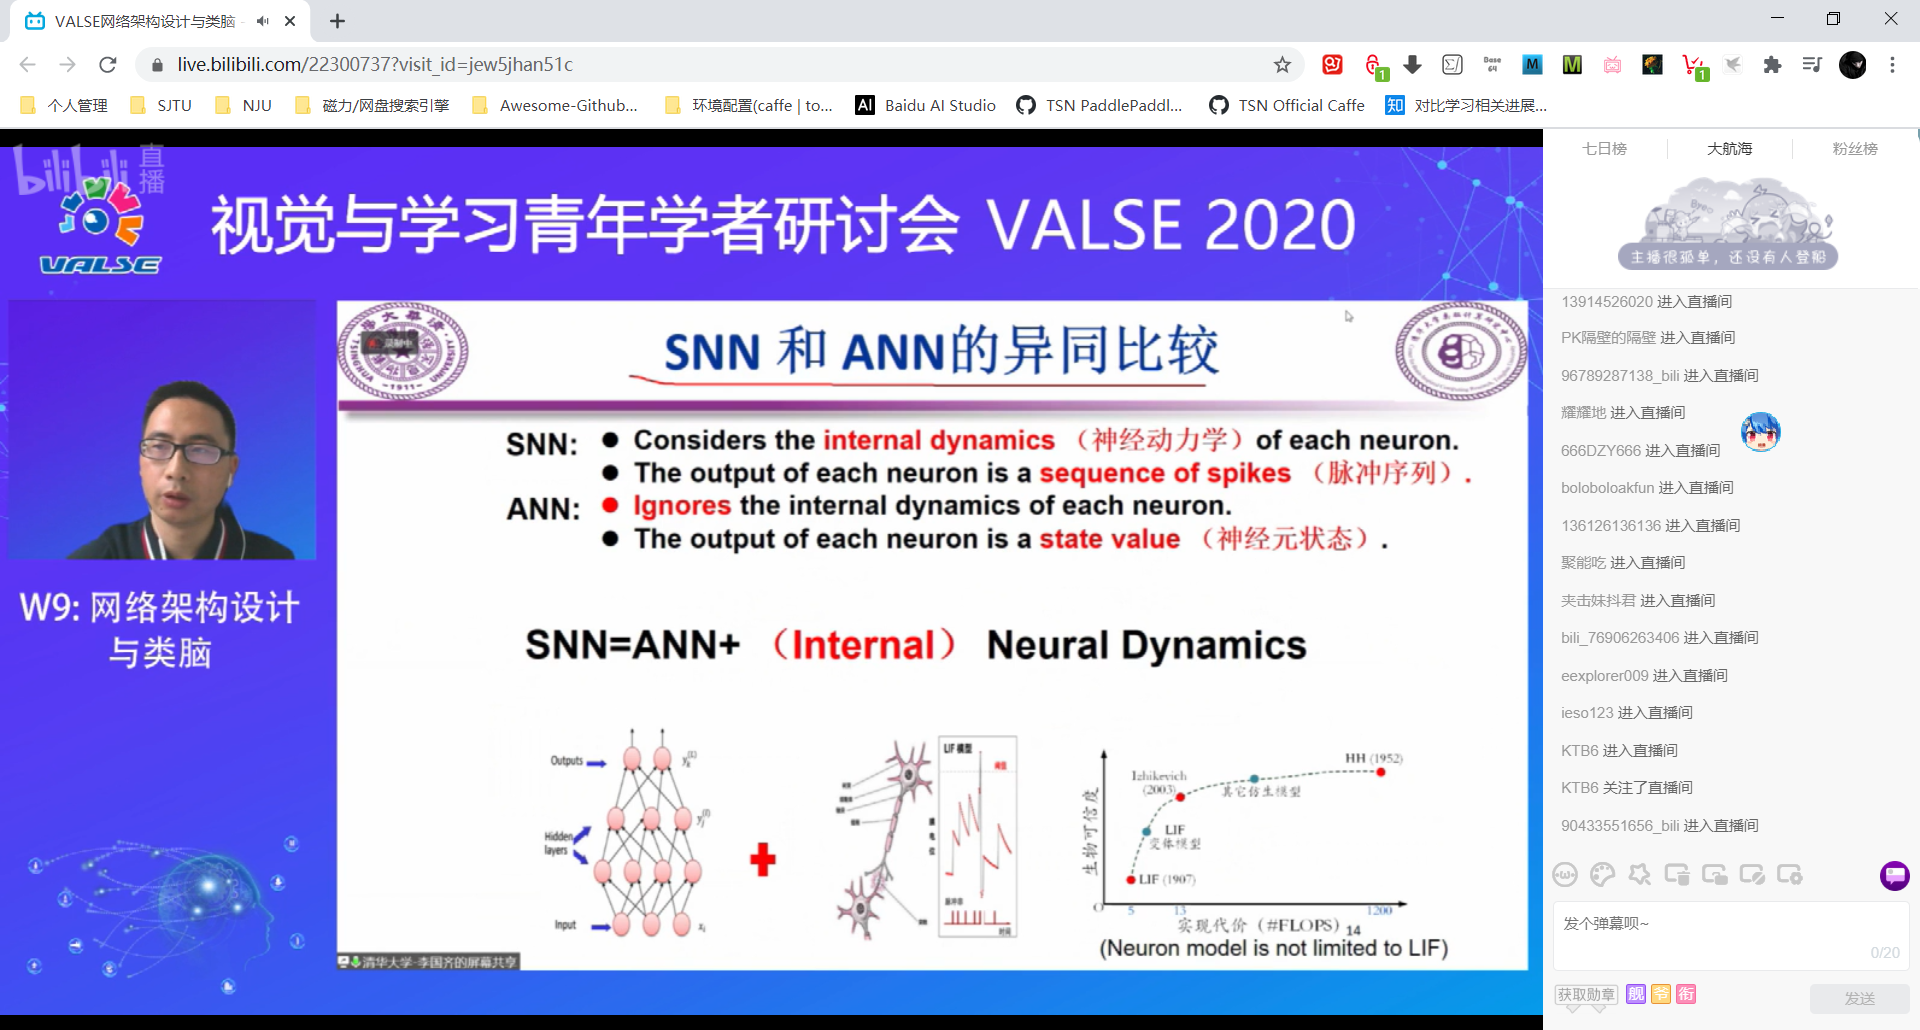 VALSE网络架构设计与类脑 -
live.bilibili.com/22300737?visit_id=jew5jhan51c
个人管理
SJTU
NJU
磁力/网盘搜索引擎
Awesome-Github...
环境配置(caffe | to...
AI Baidu AI Studio
TSN PaddlePaddl...
TSN Official Caffe
知 对比学习相关进展...
bilibili 直播
VALSE
视觉与学习青年学者研讨会 VALSE 2020
W9: 网络架构设计
与类脑
SNN 和 ANN的异同比较
SNN: ● Considers the internal dynamics （神经动力学）of each neuron.
● The output of each neuron is a sequence of spikes （脉冲序列）.
ANN: ● Ignores the internal dynamics of each neuron.
● The output of each neuron is a state value （神经元状态）.
SNN=ANN+ （Internal） Neural Dynamics
Outputs
Hidden
layers
Input
LIF 模型
阈值
时间
生物可信度
Izhikevich
(2003)
其它仿生模型
HH (1952)
LIF
变体模型
LIF (1907)
O 5 13 1200
实现代价（#FLOPS）
14
(Neuron model is not limited to LIF)
清华大学-李国齐的屏幕共享
七日榜
大航海
粉丝榜
主播很孤单，还没有人登船
13914526020 进入直播间
PK隔壁的隔壁 进入直播间
96789287138_bili 进入直播间
耀耀地 进入直播间
666DZY666 进入直播间
boloboloakfun 进入直播间
136126136136 进入直播间
聚能吃 进入直播间
夹击妹抖君 进入直播间
bili_76906263406 进入直播间
eexplorer009 进入直播间
ieso123 进入直播间
KTB6 进入直播间
KTB6 关注了直播间
90433551656_bili 进入直播间
发个弹幕呗~
0/20
获取勋章
舰
爷
衔
发送